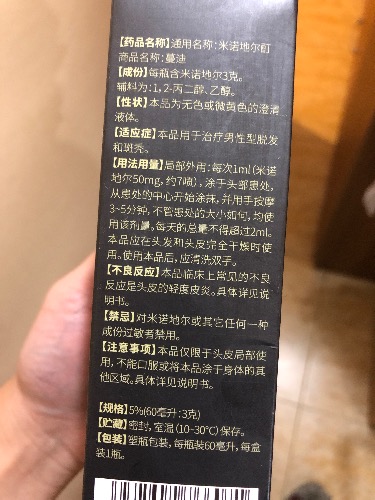 【药品名称】通用名称：米诺地尔酊
商品名称：蔓迪
【成份】每瓶含米诺地尔3克。
辅料为：1，2-丙二醇、乙醇。
【性状】本品为无色或微黄色的澄清
液体。
【适应症】本品用于治疗男性型脱发
和斑秃。
【用法用量】局部外用：每次1ml(米诺
地尔50mg，约7喷)，涂于头部患处，
从患处的中心开始涂抹，并用手按摩
3~5分钟，不管患处的大小如何，均使
用该剂量。每天的总量不得超过2ml。
本品应在头发和头皮完全干燥时使
用。使用本品后，应清洗双手。
【不良反应】本品临床上常见的不良
反应是头皮的轻度皮炎。具体详见说
明书。
【禁忌】对米诺地尔或其它任何一种
成份过敏者禁用。
【注意事项】本品仅限于头皮局部使
用，不能口服或将本品涂于身体的其
他区域。具体详见说明书。
【规格】5%(60毫升：3克)
【贮藏】密封，室温(10-30℃)保存。
【包装】塑瓶包装，每瓶装60毫升，每盒
装1瓶。